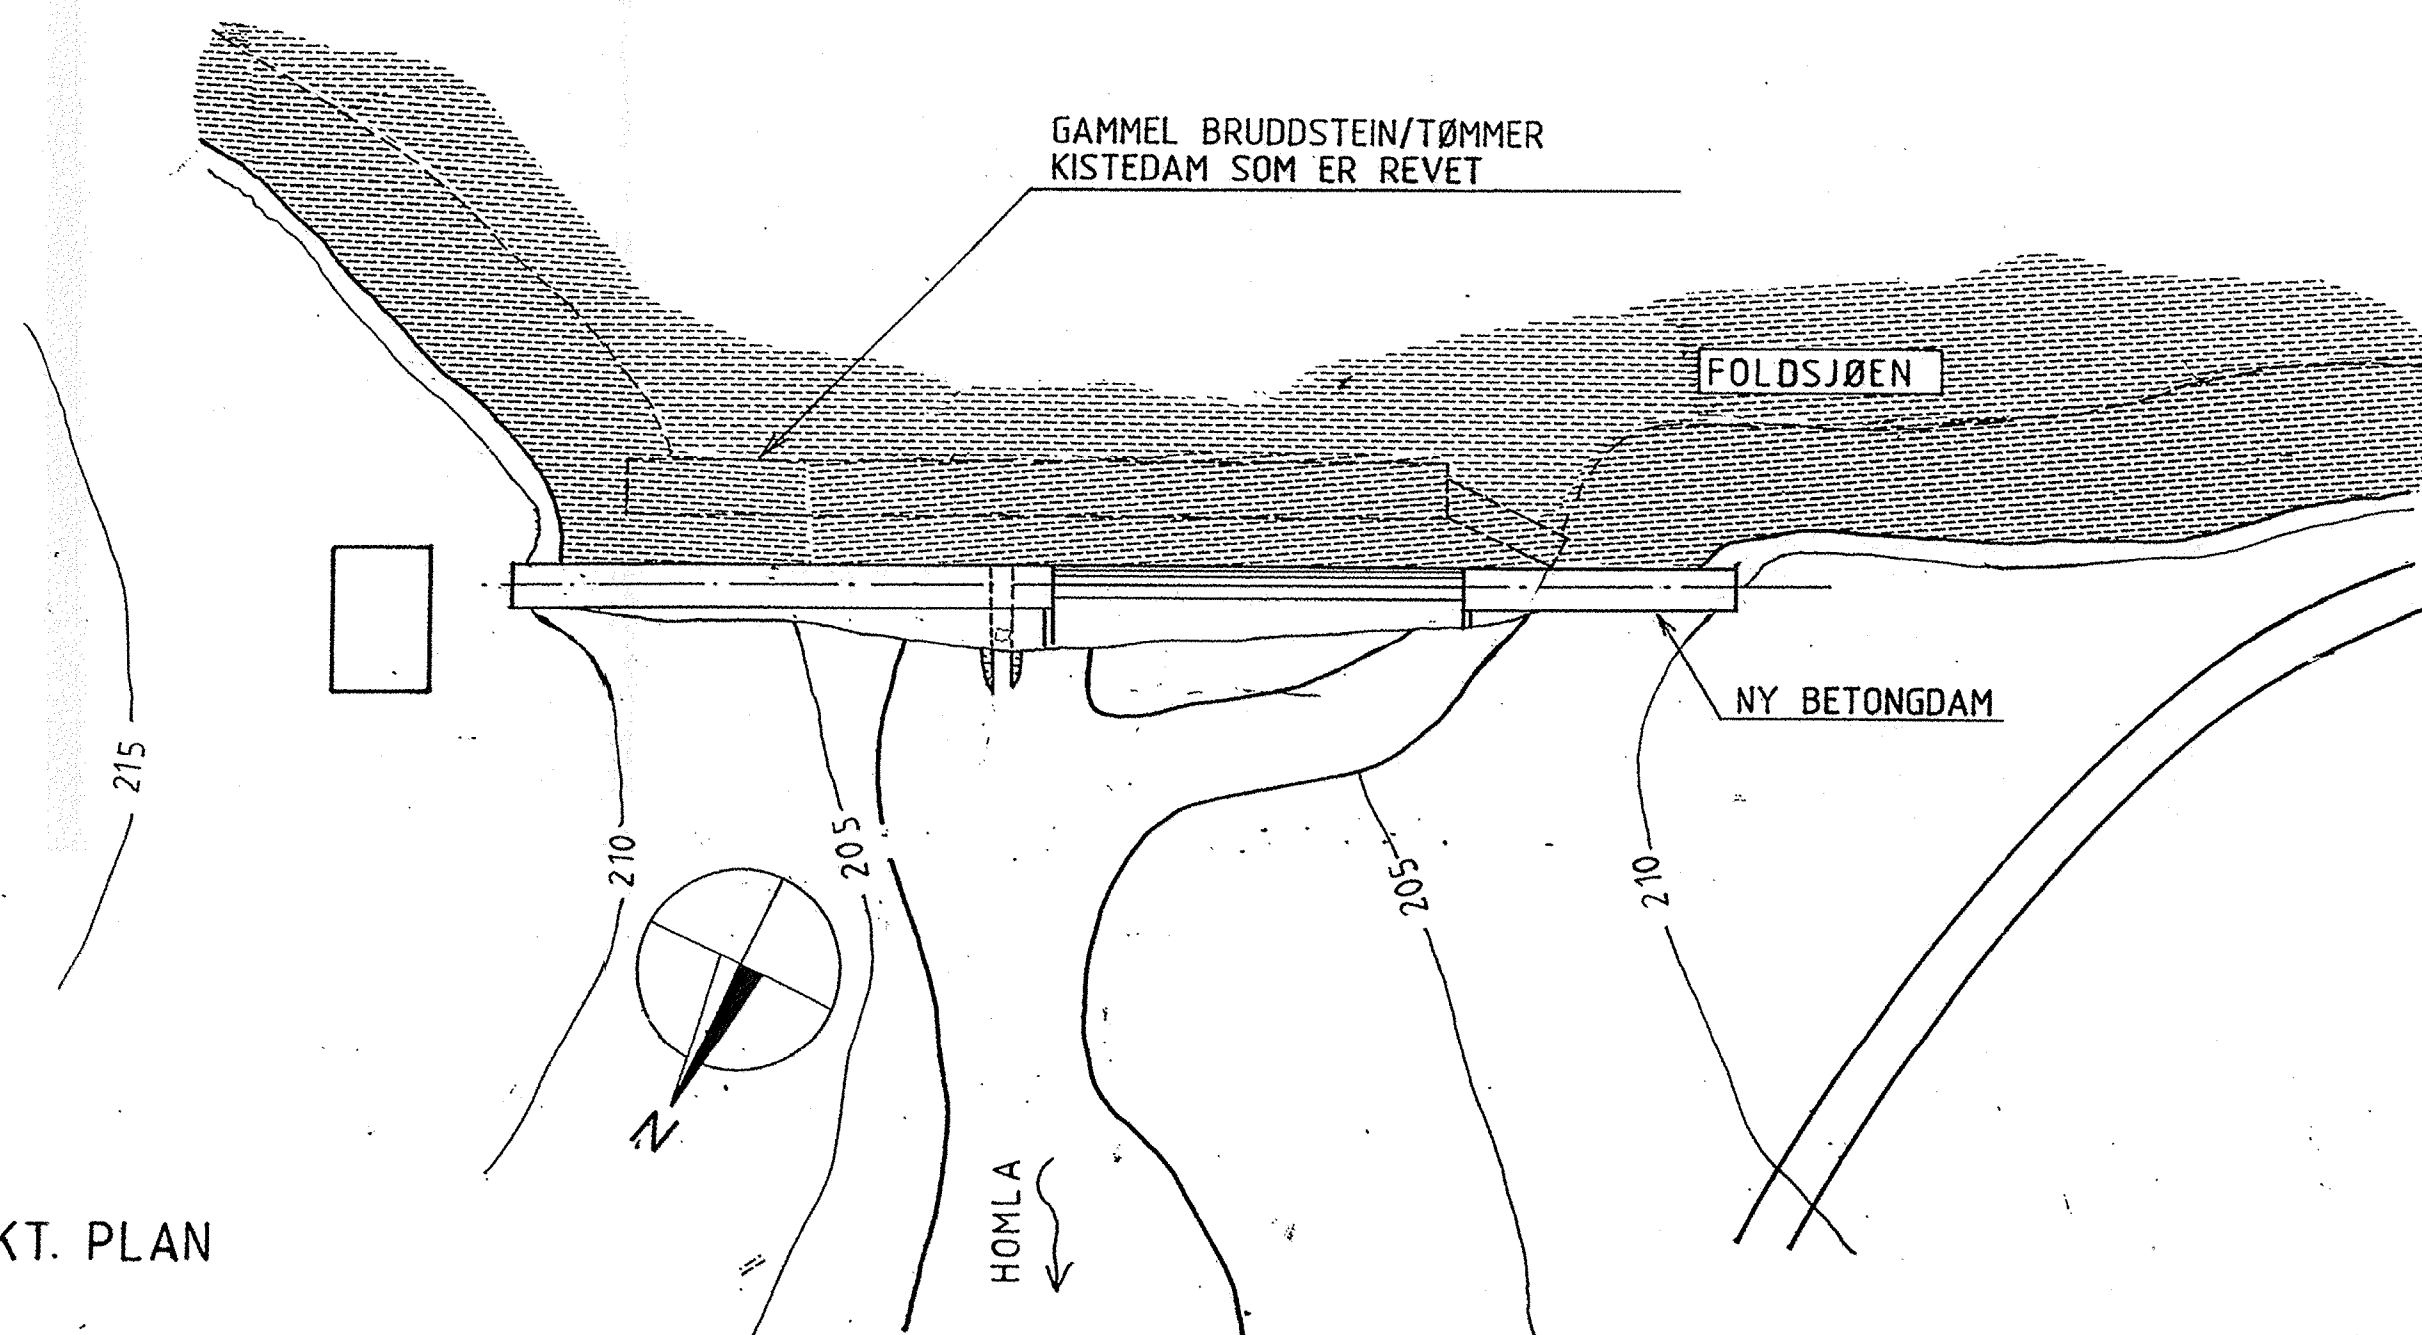 GAMMEL BRUDDSTEIN/TØMMER
KISTEDAM SOM ER REVET
FOLDSJØEN
NY BETONGDAM
215
210
205
205
210
N
HOMLA
KT. PLAN